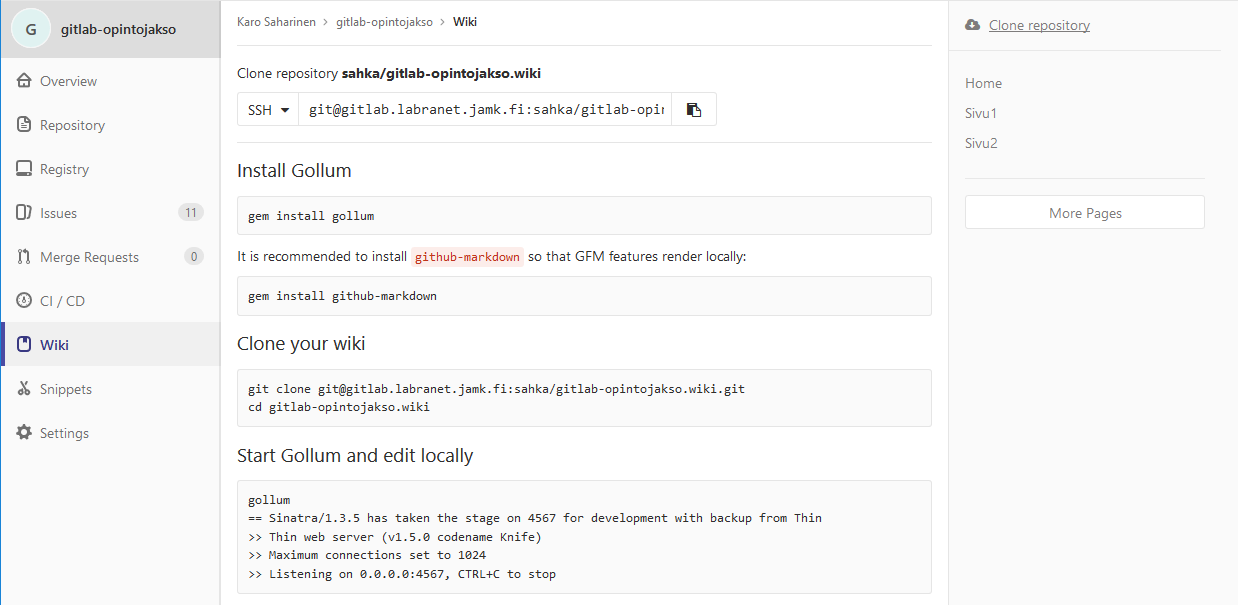 G gitlab-opintojakso
Overview
Repository
Registry
Issues 11
Merge Requests 0
CI / CD
Wiki
Snippets
Settings
Karo Saharinen > gitlab-opintojakso > Wiki
Clone repository sahka/gitlab-opintojakso.wiki
SSH git@gitlab.labranet.jamk.fi:sahka/gitlab-opin
Install Gollum
gem install gollum
It is recommended to install github-markdown so that GFM features render locally:
gem install github-markdown
Clone your wiki
git clone git@gitlab.labranet.jamk.fi:sahka/gitlab-opintojakso.wiki.git
cd gitlab-opintojakso.wiki
Start Gollum and edit locally
gollum
== Sinatra/1.3.5 has taken the stage on 4567 for development with backup from Thin
>> Thin web server (v1.5.0 codename Knife)
>> Maximum connections set to 1024
>> Listening on 0.0.0.0:4567, CTRL+C to stop
Clone repository
Home
Sivu1
Sivu2
More Pages